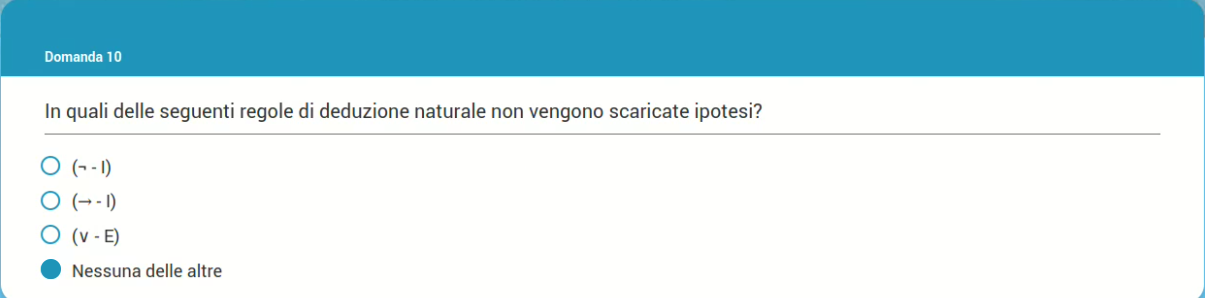 Domanda 10
In quali delle seguenti regole di deduzione naturale non vengono scaricate ipotesi?
(¬ - I)
(→ - I)
(∨ - E)
Nessuna delle altre